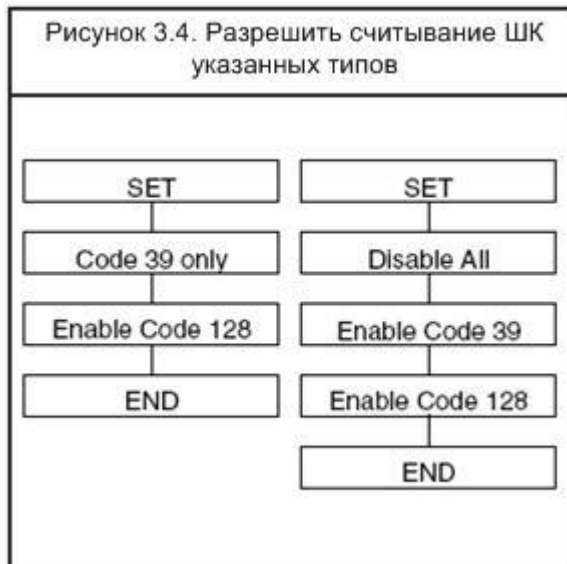 Рисунок 3.4. Разрешить считывание ШК
указанных типов
SET
Code 39 only
Enable Code 128
END
SET
Disable All
Enable Code 39
Enable Code 128
END